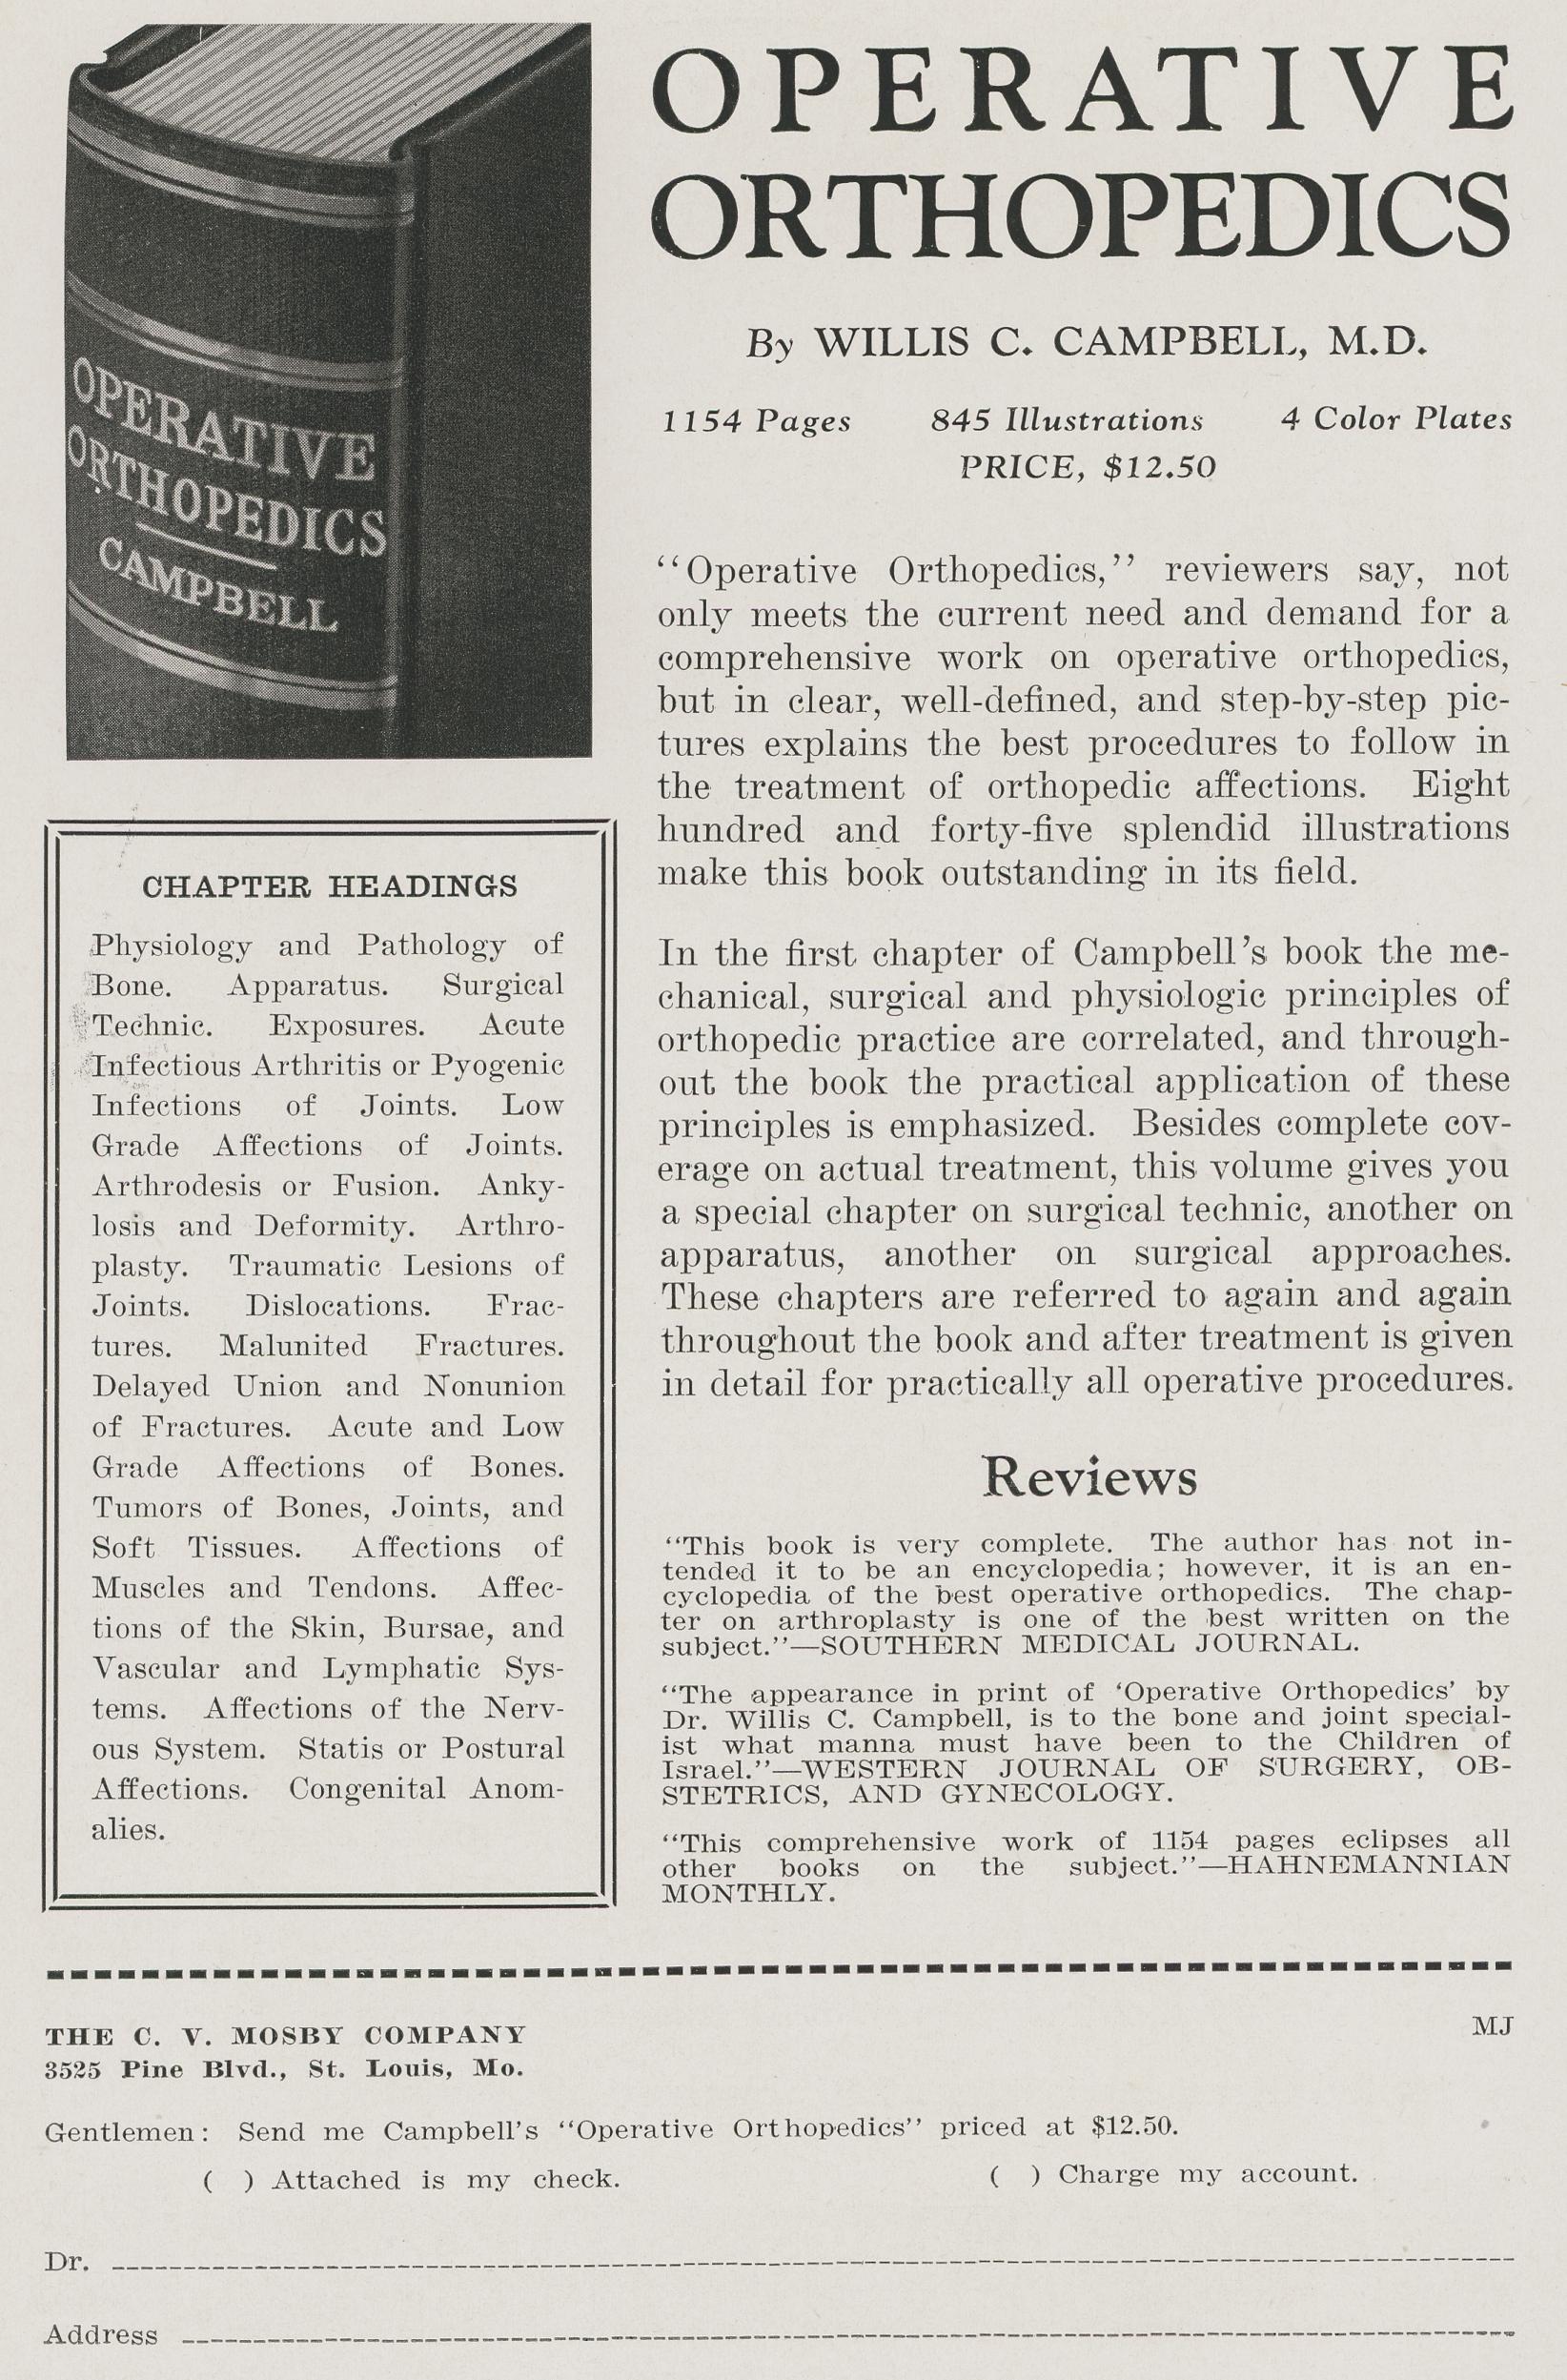 OPERATIVE
ORTHOPEDICS
CAMPBELL
OPERATIVE
ORTHOPEDICS
By WILLIS C. CAMPBELL, M.D.
1154 Pages 845 Illustrations 4 Color Plates
PRICE, $12.50
"Operative Orthopedics," reviewers say, not
only meets the current need and demand for a
comprehensive work on operative orthopedics,
but in clear, well-defined, and step-by-step pic-
tures explains the best procedures to follow in
the treatment of orthopedic affections. Eight
hundred and forty-five splendid illustrations
make this book outstanding in its field.
In the first chapter of Campbell's book the me-
chanical, surgical and physiologic principles of
orthopedic practice are correlated, and through-
out the book the practical application of these
principles is emphasized. Besides complete cov-
erage on actual treatment, this volume gives you
a special chapter on surgical technic, another on
apparatus, another on surgical approaches.
These chapters are referred to again and again
throughout the book and after treatment is given
in detail for practically all operative procedures.
CHAPTER HEADINGS
Physiology and Pathology of
Bone. Apparatus. Surgical
Technic. Exposures. Acute
Infectious Arthritis or Pyogenic
Infections of Joints. Low
Grade Affections of Joints.
Arthrodesis or Fusion. Anky-
losis and Deformity. Arthro-
plasty. Traumatic Lesions of
Joints. Dislocations. Frac-
tures. Malunited Fractures.
Delayed Union and Nonunion
of Fractures. Acute and Low
Grade Affections of Bones.
Tumors of Bones, Joints, and
Soft Tissues. Affections of
Muscles and Tendons. Affec-
tions of the Skin, Bursae, and
Vascular and Lymphatic Sys-
tems. Affections of the Nerv-
ous System. Statis or Postural
Affections. Congenital Anom-
alies.
Reviews
"This book is very complete. The author has not in-
tended it to be an encyclopedia; however, it is an en-
cyclopedia of the best operative orthopedics. The chap-
ter on arthroplasty is one of the best written on the
subject."—SOUTHERN MEDICAL JOURNAL.
"The appearance in print of 'Operative Orthopedics' by
Dr. Willis C. Campbell, is to the bone and joint special-
ist what manna must have been to the Children of
Israel."—WESTERN JOURNAL OF SURGERY, OB-
STETRICS, AND GYNECOLOGY.
"This comprehensive work of 1154 pages eclipses all
other books on the subject."—HAHNEMANNIAN
MONTHLY.
THE C. V. MOSBY COMPANY MJ
3525 Pine Blvd., St. Louis, Mo.
Gentlemen: Send me Campbell's "Operative Orthopedics" priced at $12.50.
( ) Attached is my check. ( ) Charge my account.
Dr.
Address